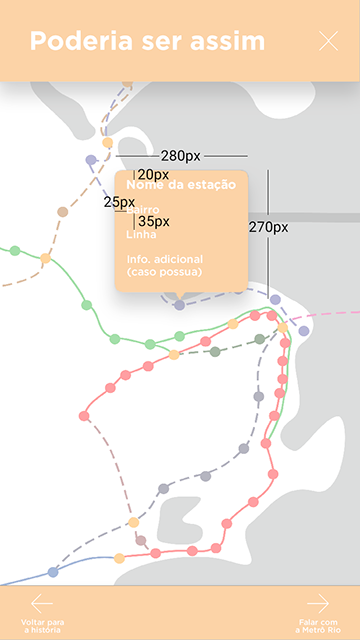 Poderia ser assim
280px
20px
Nome da estação
25px
Bairro
35px
270px
Linha
Info. adicional
(caso possua)
Voltar para
a história
Falar com
a Metrô Rio